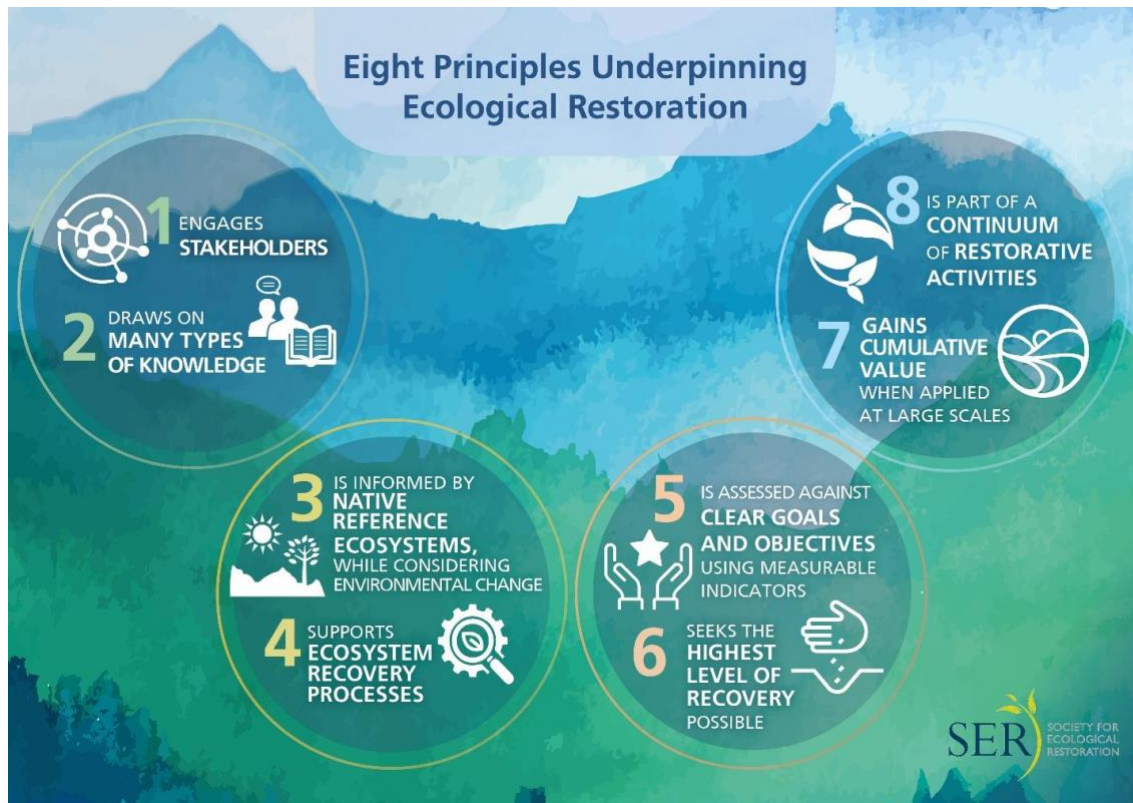 Eight Principles Underpinning
Ecological Restoration
1 ENGAGES
STAKEHOLDERS
2 DRAWS ON
MANY TYPES
OF KNOWLEDGE
3 IS INFORMED BY
NATIVE
REFERENCE
ECOSYSTEMS,
WHILE CONSIDERING
ENVIRONMENTAL CHANGE
4 SUPPORTS
ECOSYSTEM
RECOVERY
PROCESSES
5 IS ASSESSED AGAINST
CLEAR GOALS
AND OBJECTIVES
USING MEASURABLE
INDICATORS
6 SEEKS THE
HIGHEST
LEVEL OF
RECOVERY
POSSIBLE
7 GAINS
CUMULATIVE
VALUE
WHEN APPLIED
AT LARGE SCALES
8 IS PART OF A
CONTINUUM
OF RESTORATIVE
ACTIVITIES
SER
SOCIETY FOR
ECOLOGICAL
RESTORATION